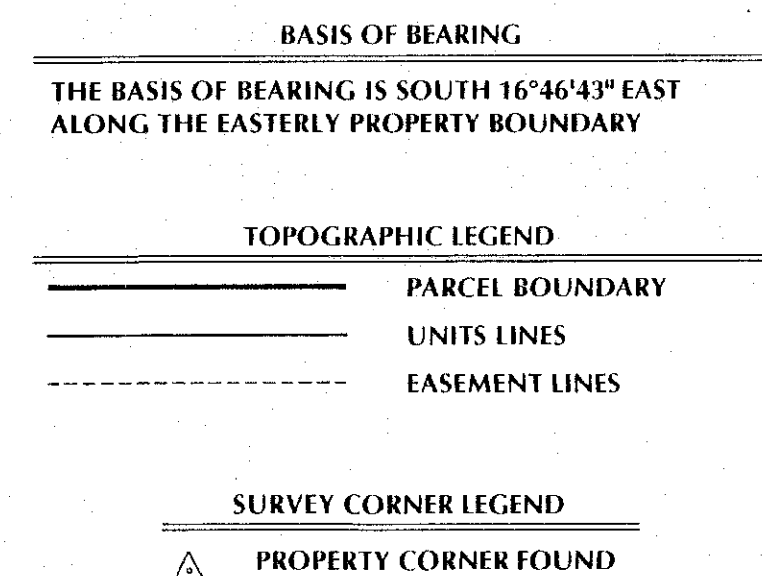 BASIS OF BEARING
THE BASIS OF BEARING IS SOUTH 16°46'43" EAST
ALONG THE EASTERLY PROPERTY BOUNDARY
TOPOGRAPHIC LEGEND
PARCEL BOUNDARY
UNITS LINES
EASEMENT LINES
SURVEY CORNER LEGEND
PROPERTY CORNER FOUND